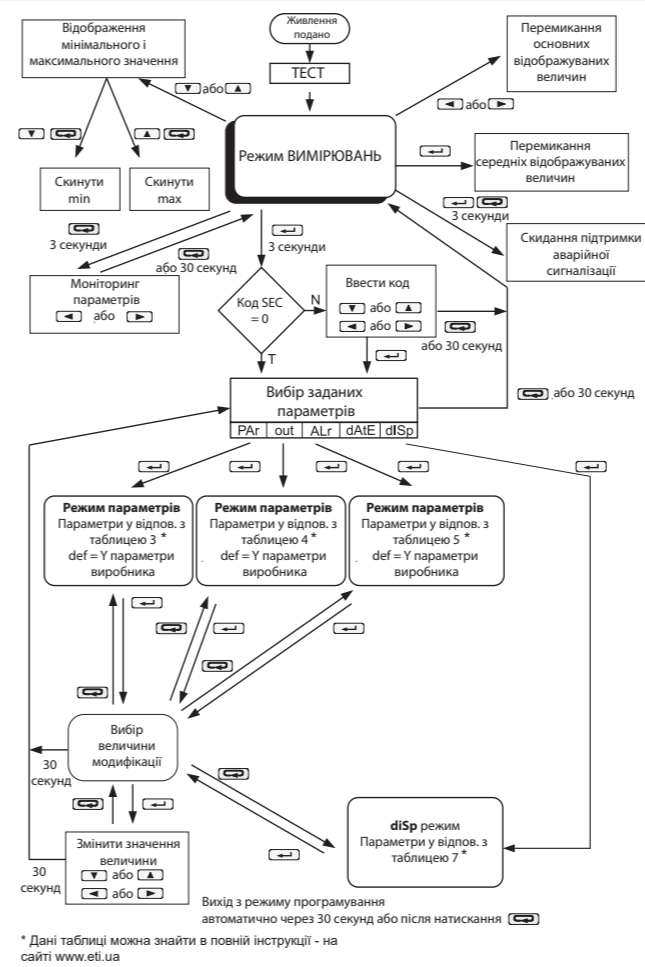 Живлення
подано
ТЕСТ
Відображення
мінімального і
максимального значення
або
Перемикання
основних
відображуваних
величин
або
Режим ВИМІРЮВАНЬ
Перемикання
середніх відображуваних
величин
Скинути
min
Скинути
max
3 секунди
3 секунди
3 секунди
Скидання підтримки
аварійної
сигналізації
або 30 секунд
Моніторинг
параметрів
або
Код SEC
= 0
N
T
Ввести код
або
або
або 30 секунд
або 30 секунд
Вибір заданих
параметрів
PAr out ALr dAtE dISp
Режим параметрів
Параметри у відпов. з
таблицею 3 *
def = Y параметри
виробника
Режим параметрів
Параметри у відпов. з
таблицею 4 *
def = Y параметри
виробника
Режим параметрів
Параметри у відпов. з
таблицею 5 *
def = Y параметри
виробника
Вибір
величини
модифікації
30
секунд
Змінити значення
величини
або
або
30
секунд
diSp режим
Параметри у відпов. з
таблицею 7 *
Вихід з режиму програмування
автоматично через 30 секунд або після натискання
* Дані таблиці можна знайти в повній інструкції - на
сайті www.eti.ua